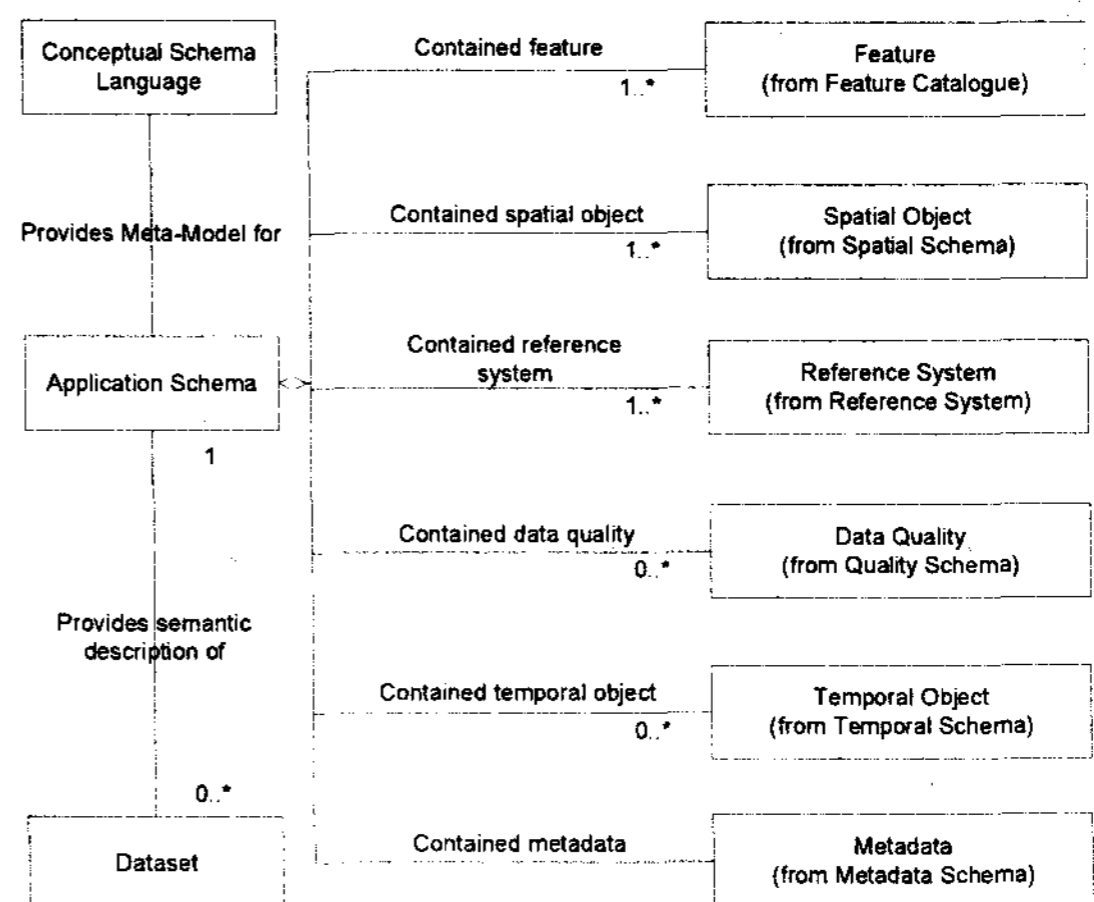 Conceptual Schema
Language
Contained feature
1..*
Feature
(from Feature Catalogue)
Provides Meta-Model for
Contained spatial object
1..*
Spatial Object
(from Spatial Schema)
Application Schema
1
Contained reference
system
1..*
Reference System
(from Reference System)
Contained data quality
0..*
Data Quality
(from Quality Schema)
Provides semantic
description of
Contained temporal object
0..*
Temporal Object
(from Temporal Schema)
0..*
Dataset
Contained metadata
Metadata
(from Metadata Schema)